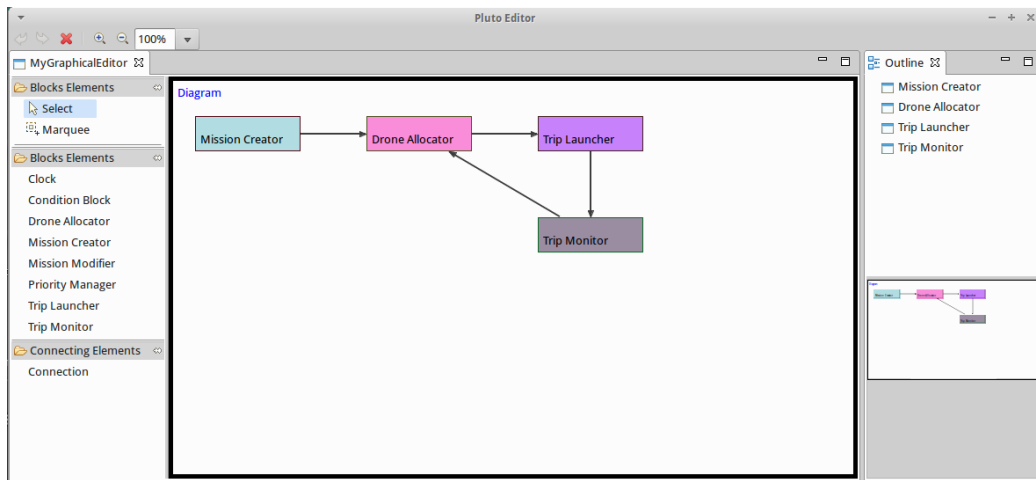 Pluto Editor
100%
MyGraphicalEditor
Blocks Elements
Select
Marquee
Blocks Elements
Clock
Condition Block
Drone Allocator
Mission Creator
Mission Modifier
Priority Manager
Trip Launcher
Trip Monitor
Connecting Elements
Connection
Diagram
Mission Creator
Drone Allocator
Trip Launcher
Trip Monitor
Outline
Mission Creator
Drone Allocator
Trip Launcher
Trip Monitor